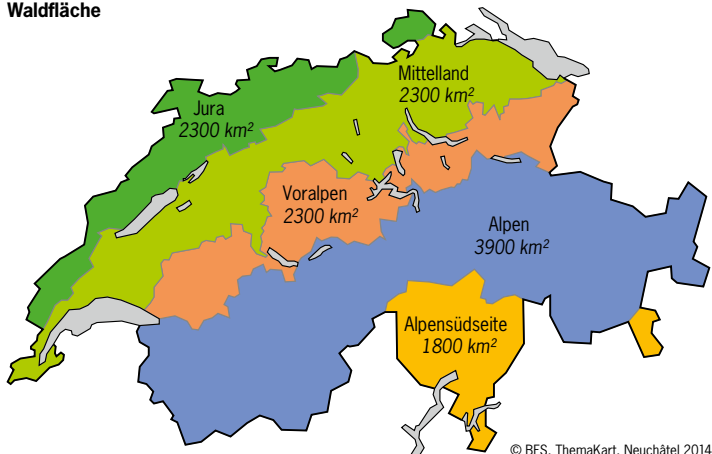 Waldfläche
Mittelland
2300 km²
Jura
2300 km²
Voralpen
2300 km²
Alpen
3900 km²
Alpensüdseite
1800 km²
© BFS, ThemaKart, Neuchâtel 2014